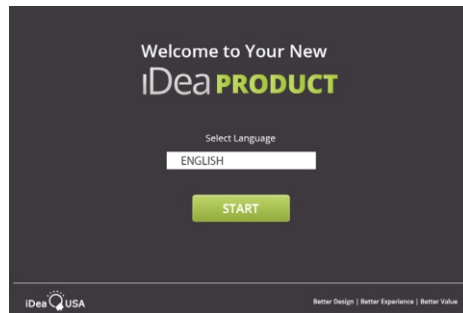 Welcome to Your New
iDea PRODUCT
Select Language
ENGLISH
START
iDea USA
Better Design | Better Experience | Better Value